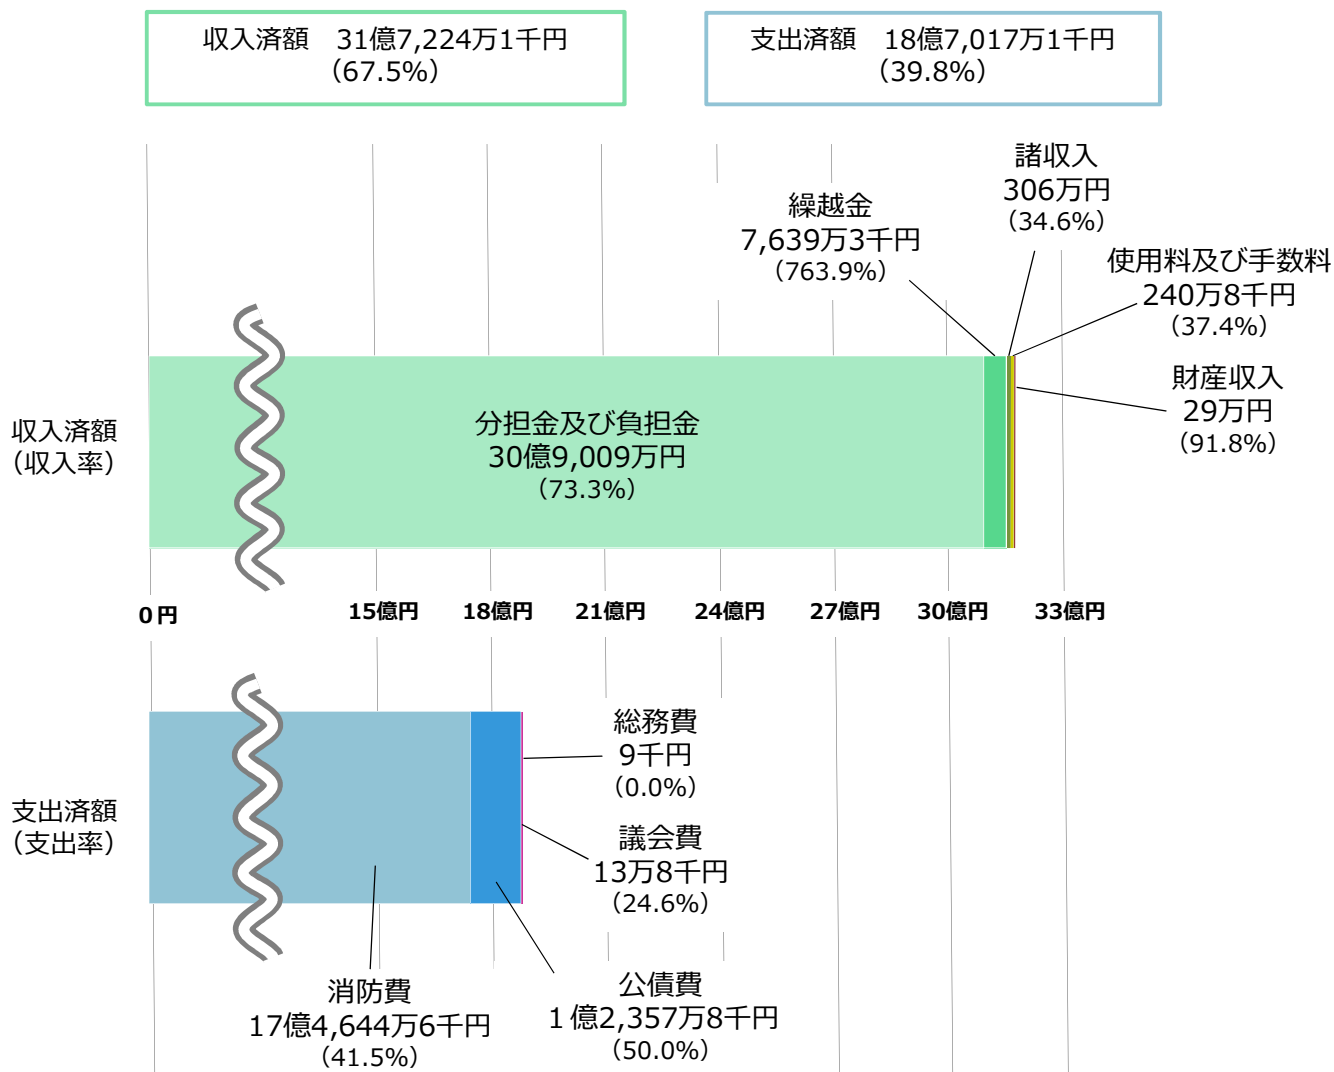 収入済額　31億7,224万1千円
（67.5%）
支出済額　18億7,017万1千円
（39.8%）
諸収入
306万円
（34.6%）
繰越金
7,639万3千円
（763.9%）
使用料及び手数料
240万8千円
（37.4%）
財産収入
29万円
（91.8%）
分担金及び負担金
30億9,009万円
（73.3%）
収入済額
（収入率）
０円　15億円　18億円　21億円　24億円　27億円　30億円　33億円
総務費
9千円
（0.0%）
支出済額
（支出率）
議会費
13万8千円
（24.6%）
消防費
17億4,644万6千円
（41.5%）
公債費
１億2,357万8千円
（50.0%）